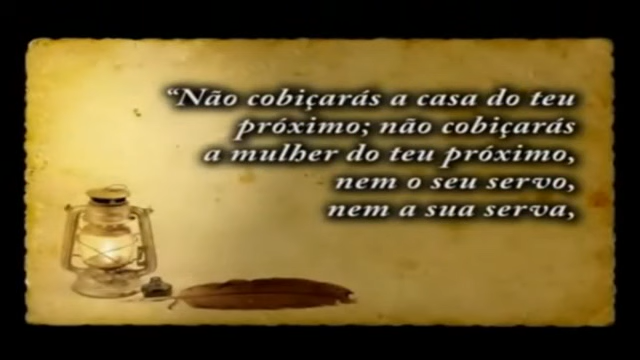 “Não cobiçarás a casa do teu
próximo; não cobiçarás
a mulher do teu próximo,
nem o seu servo,
nem a sua serva,